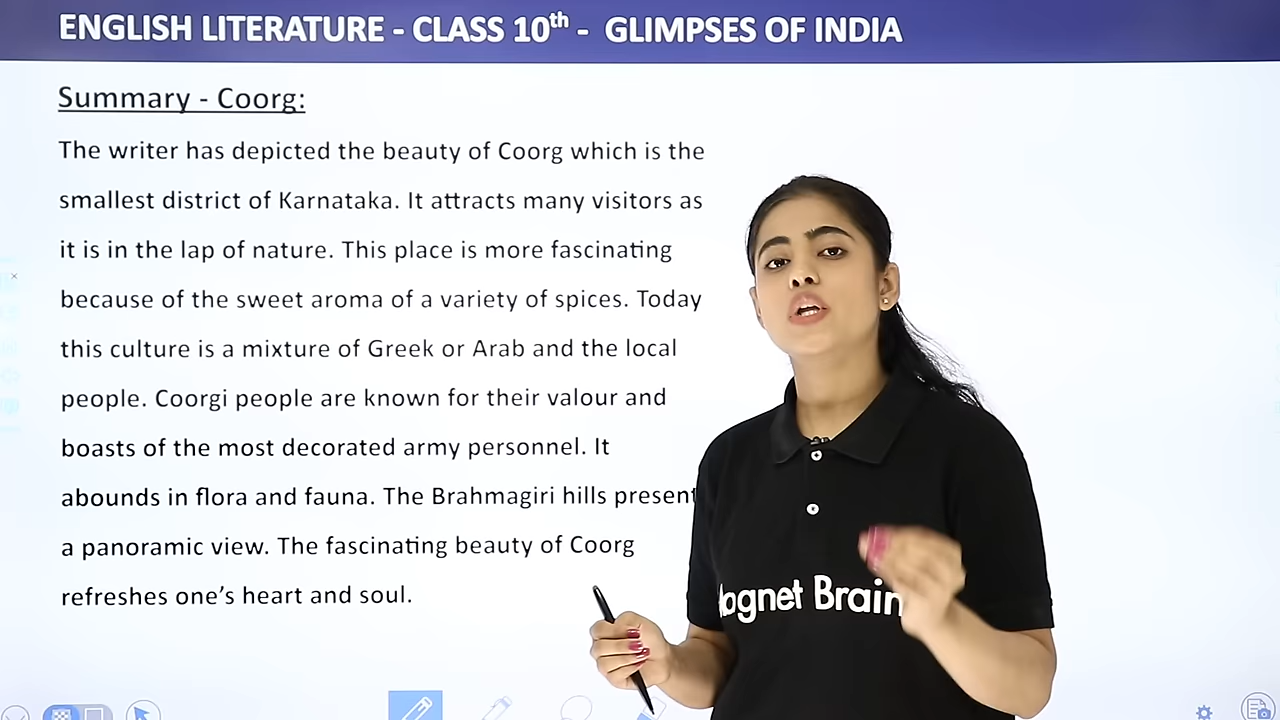 ENGLISH LITERATURE - CLASS 10th - GLIMPSES OF INDIA
Summary - Coorg:
The writer has depicted the beauty of Coorg which is the
smallest district of Karnataka. It attracts many visitors as
it is in the lap of nature. This place is more fascinating
because of the sweet aroma of a variety of spices. Today
this culture is a mixture of Greek or Arab and the local
people. Coorgi people are known for their valour and
boasts of the most decorated army personnel. It
abounds in flora and fauna. The Brahmagiri hills present
a panoramic view. The fascinating beauty of Coorg
refreshes one’s heart and soul.
Brain